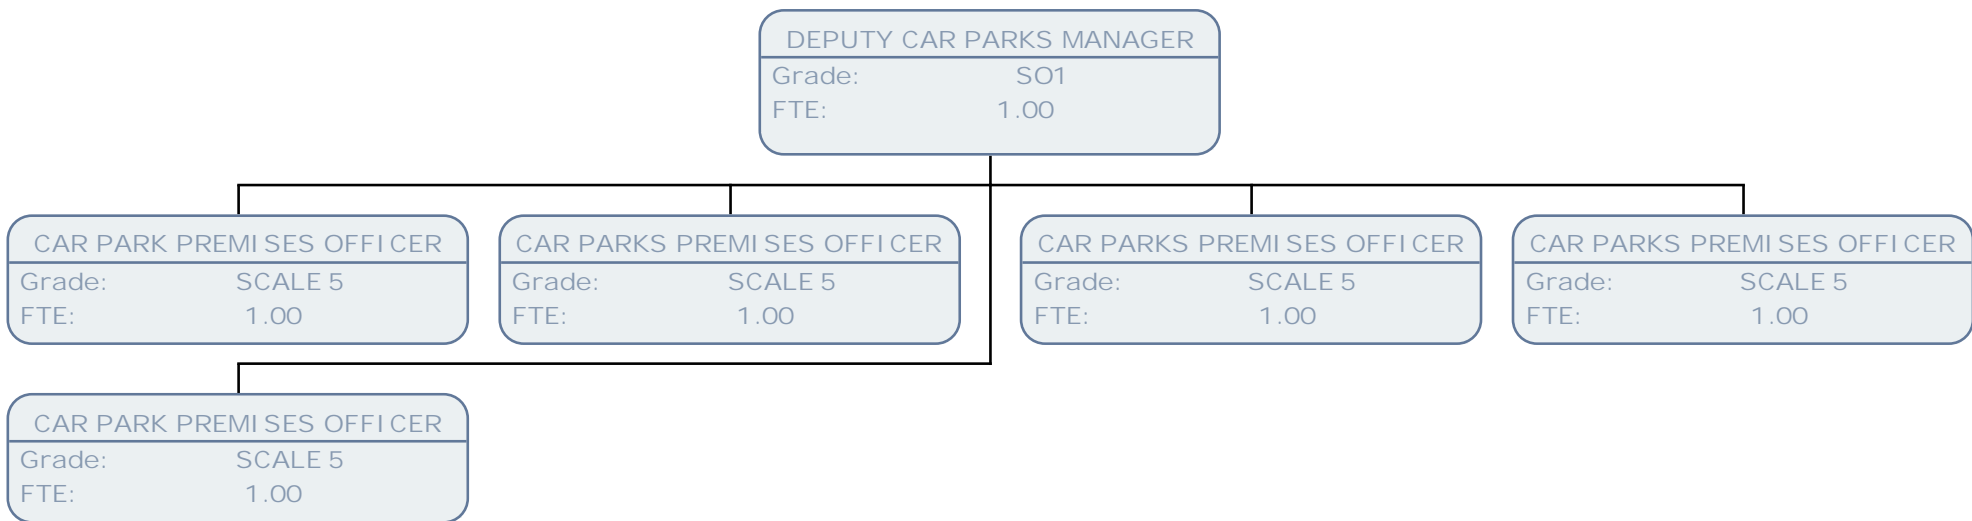 DEPUTY CAR PARKS MANAGER
Grade: SO1
FTE: 1.00
CAR PARK PREMISES OFFICER
Grade: SCALE 5
FTE: 1.00
CAR PARKS PREMISES OFFICER
Grade: SCALE 5
FTE: 1.00
CAR PARKS PREMISES OFFICER
Grade: SCALE 5
FTE: 1.00
CAR PARKS PREMISES OFFICER
Grade: SCALE 5
FTE: 1.00
CAR PARK PREMISES OFFICER
Grade: SCALE 5
FTE: 1.00